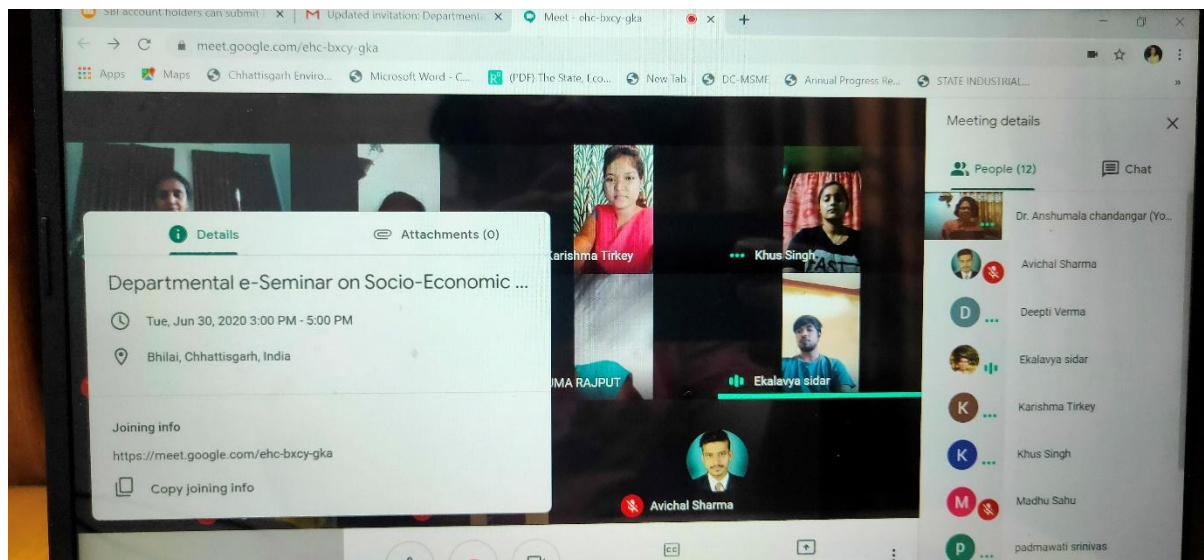 SBI account holders can submit
Updated invitation: Department
Meet - ehc-bxcy-gka
meet.google.com/ehc-bxcy-gka
Apps
Maps
Chhattisgarh Enviro...
Microsoft Word - C...
(PDF) The State, Eco...
New Tab
DC-MSME
Annual Progress Re...
STATE INDUSTRIAL...
»
Meeting details
People (12)
Chat
Details
Attachments (0)
Departmental e-Seminar on Socio-Economic ...
Tue, Jun 30, 2020 3:00 PM - 5:00 PM
Bhilai, Chhattisgarh, India
Joining info
https://meet.google.com/ehc-bxcy-gka
Copy joining info
Karishma Tirkey
Khus Singh
UMA RAJPUT
Ekalavya sidar
Avichal Sharma
Dr. Anshumala chandangar (Yo...
Avichal Sharma
D
Deepti Verma
Ekalavya sidar
K
Karishma Tirkey
K
Khus Singh
M
Madhu Sahu
P
padmawati srinivas
CC